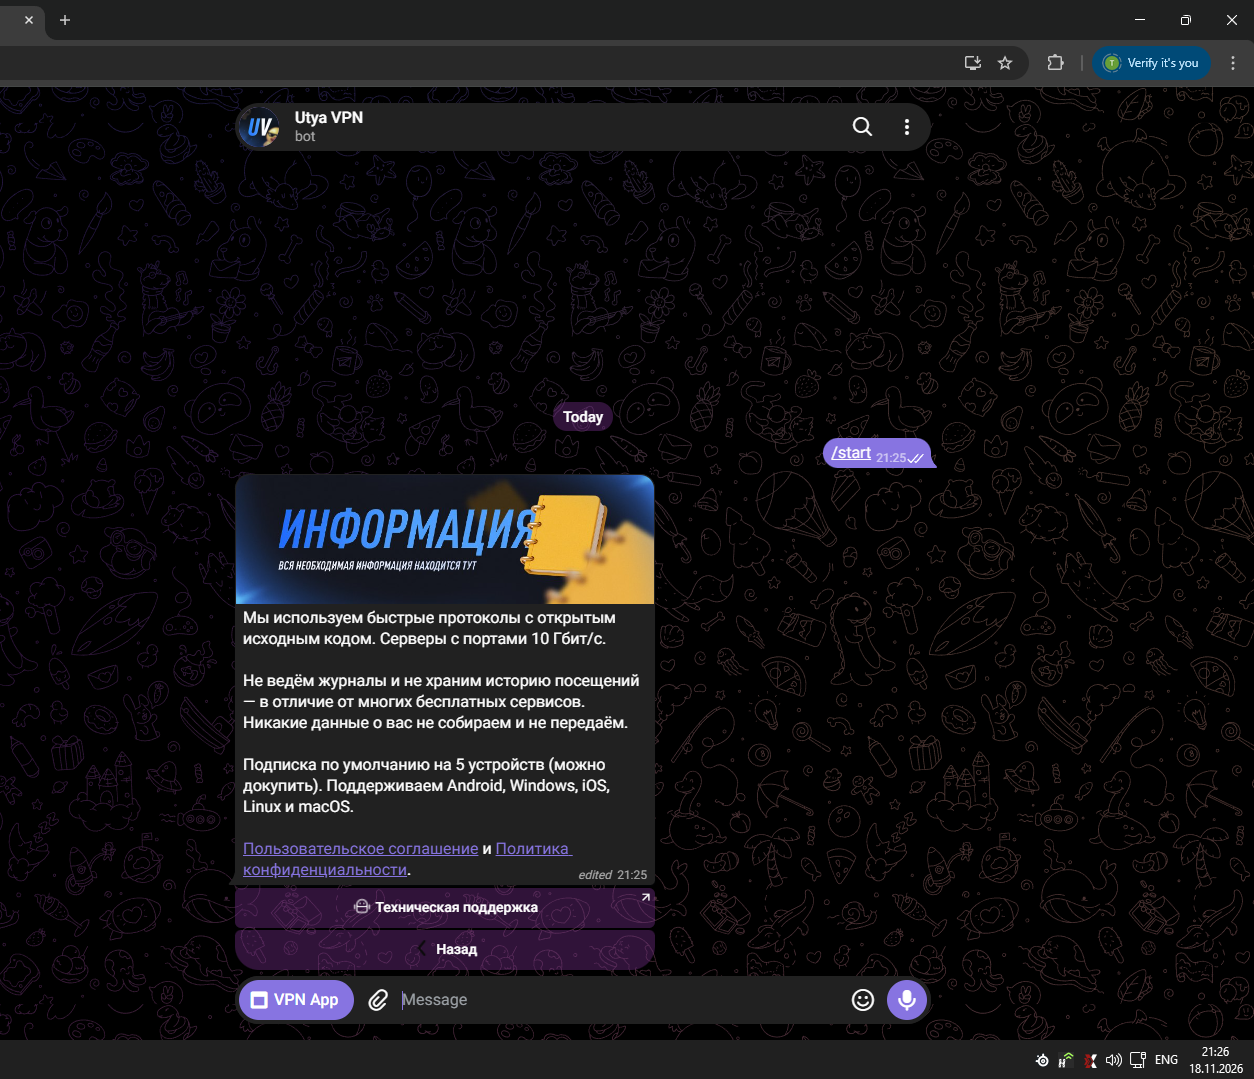 Verify it's you
Utya VPN
bot
Today
/start 21:25
ИНФОРМАЦИЯ
ВСЯ НЕОБХОДИМАЯ ИНФОРМАЦИЯ НАХОДИТСЯ ТУТ
Мы используем быстрые протоколы с открытым
исходным кодом. Серверы с портами 10 Гбит/с.
Не ведём журналы и не храним историю посещений
— в отличие от многих бесплатных сервисов.
Никакие данные о вас не собираем и не передаём.
Подписка по умолчанию на 5 устройств (можно
докупить). Поддерживаем Android, Windows, iOS,
Linux и macOS.
Пользовательское соглашение и Политика
конфиденциальности.
edited 21:25
Техническая поддержка
Назад
VPN App
Message
ENG
21:26
18.11.2026